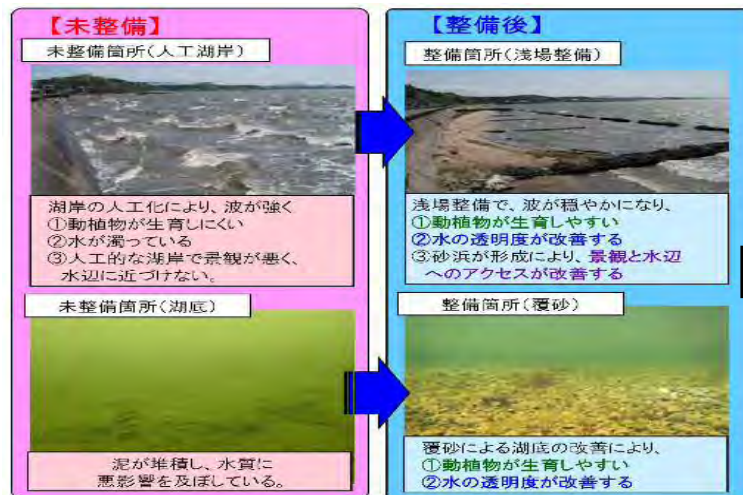 【未整備】
未整備箇所(人工湖岸)
湖岸の人工化により、波が強く
①動植物が生育しにくい
②水が濁っている
③人工的な湖岸で景観が悪く、
水辺に近づけない。
未整備箇所(湖底)
泥が堆積し、水質に
悪影響を及ぼしている。
【整備後】
整備箇所(浅場整備)
浅場整備で、波が穏やかになり、
①動植物が生育しやすい
②水の透明度が改善する
③砂浜が形成により、景観と水辺
へのアクセスが改善する
整備箇所(覆砂)
覆砂による湖底の改善により、
①動植物が生育しやすい
②水の透明度が改善する